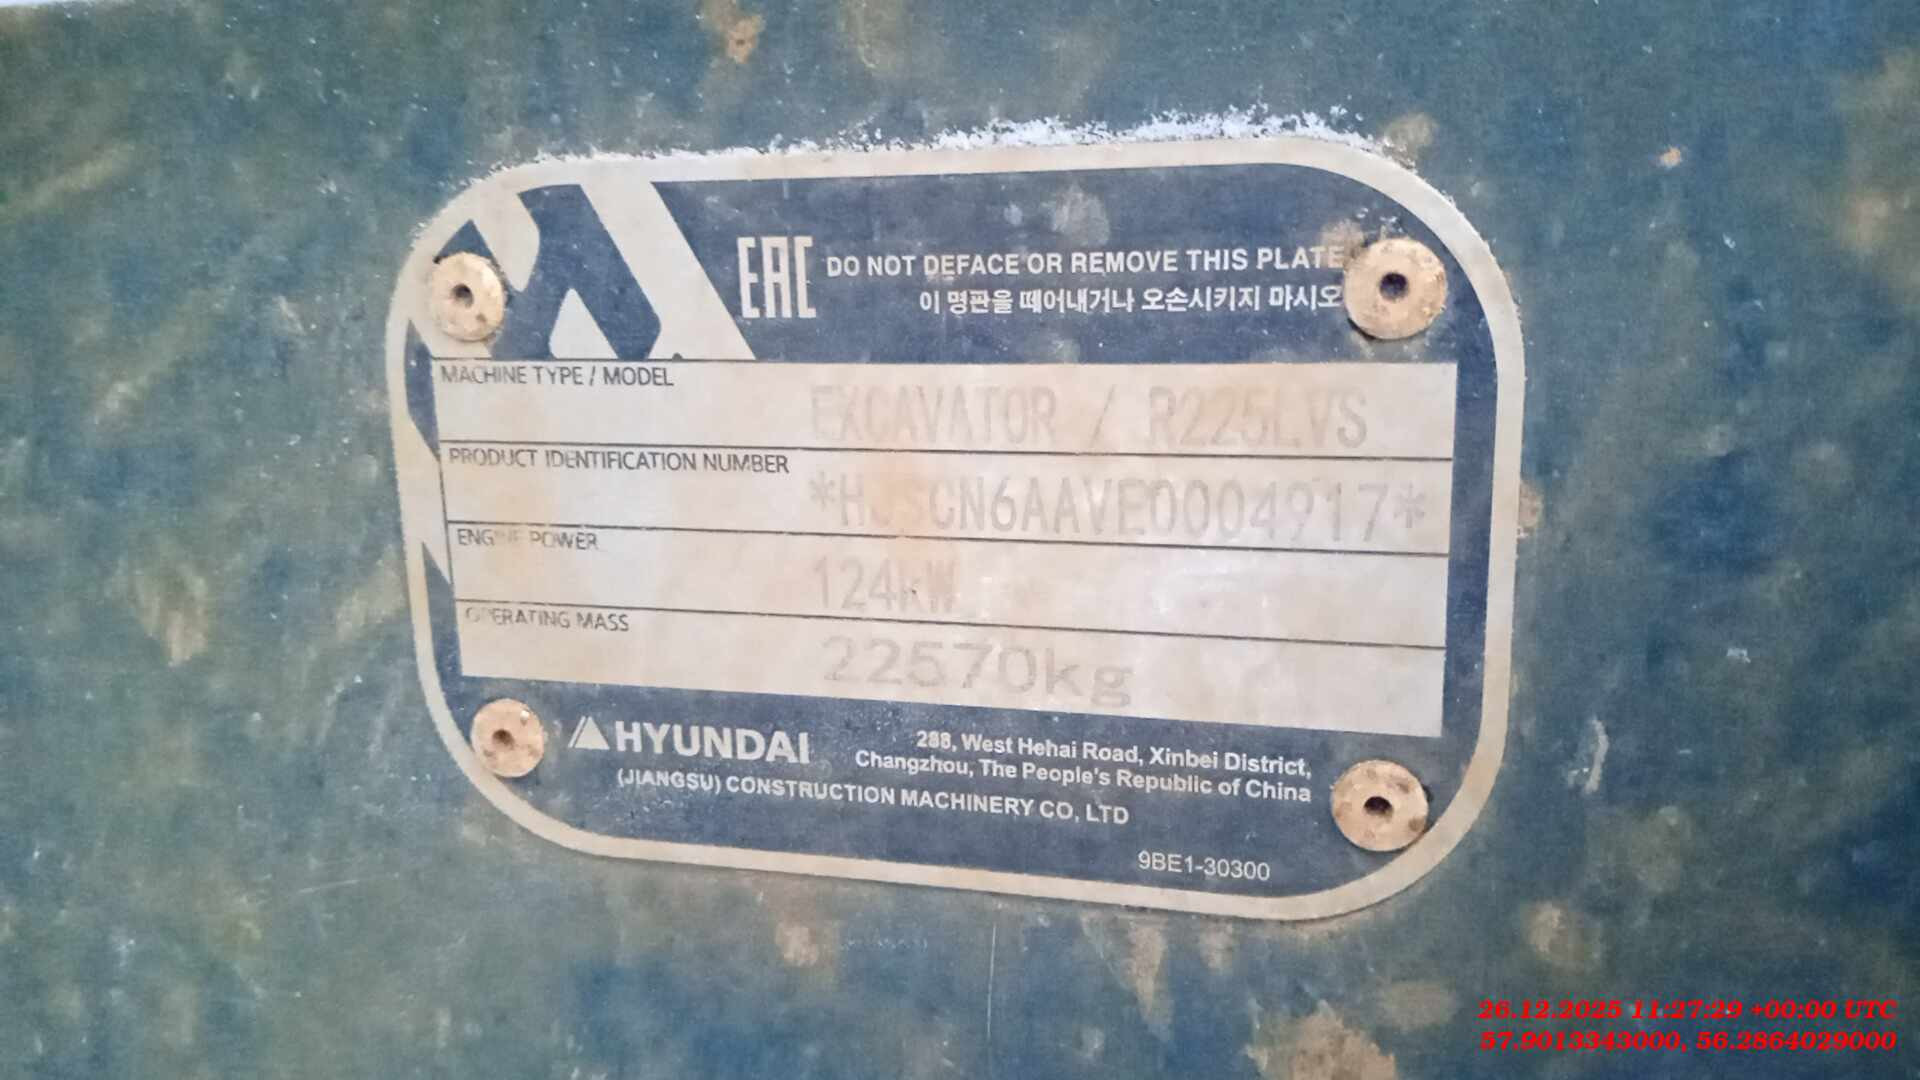 EAC DO NOT DEFACE OR REMOVE THIS PLATE
이 명판을 떼어내거나 오손시키지 마시오
MACHINE TYPE / MODEL
EXCAVATOR / R225LVS
PRODUCT IDENTIFICATION NUMBER
ENGINE POWER
124kW
OPERATING MASS
22570kg
HYUNDAI
(JIANGSU) CONSTRUCTION MACHINERY CO, LTD
288, West Hehai Road, Xinbei District,
Changzhou, The People's Republic of China
9BE1-30300
26.12.2025 11:27:29 +00:00 UTC
57.9013343000, 56.2864029000